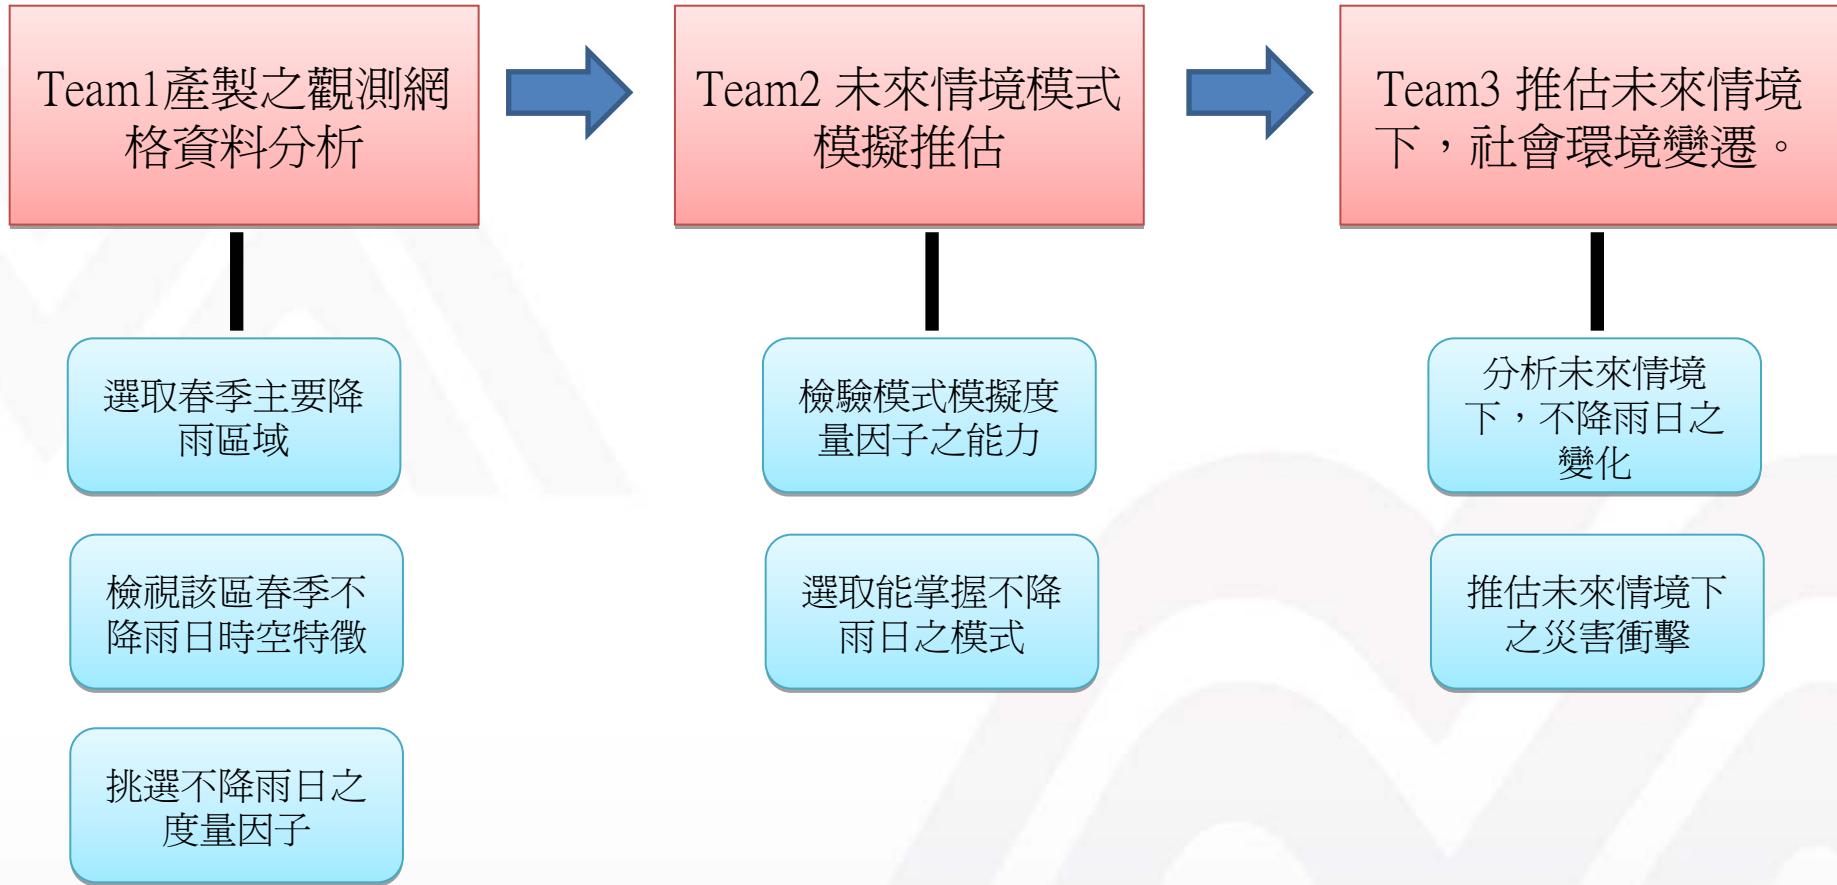 Team1產製之觀測網
格資料分析
Team2 未來情境模式
模擬推估
Team3 推估未來情境
下，社會環境變遷。
選取春季主要降
雨區域
檢視該區春季不
降雨日時空特徵
挑選不降雨日之
度量因子
檢驗模式模擬度
量因子之能力
選取能掌握不降
雨日之模式
分析未來情境
下，不降雨日之
變化
推估未來情境下
之災害衝擊